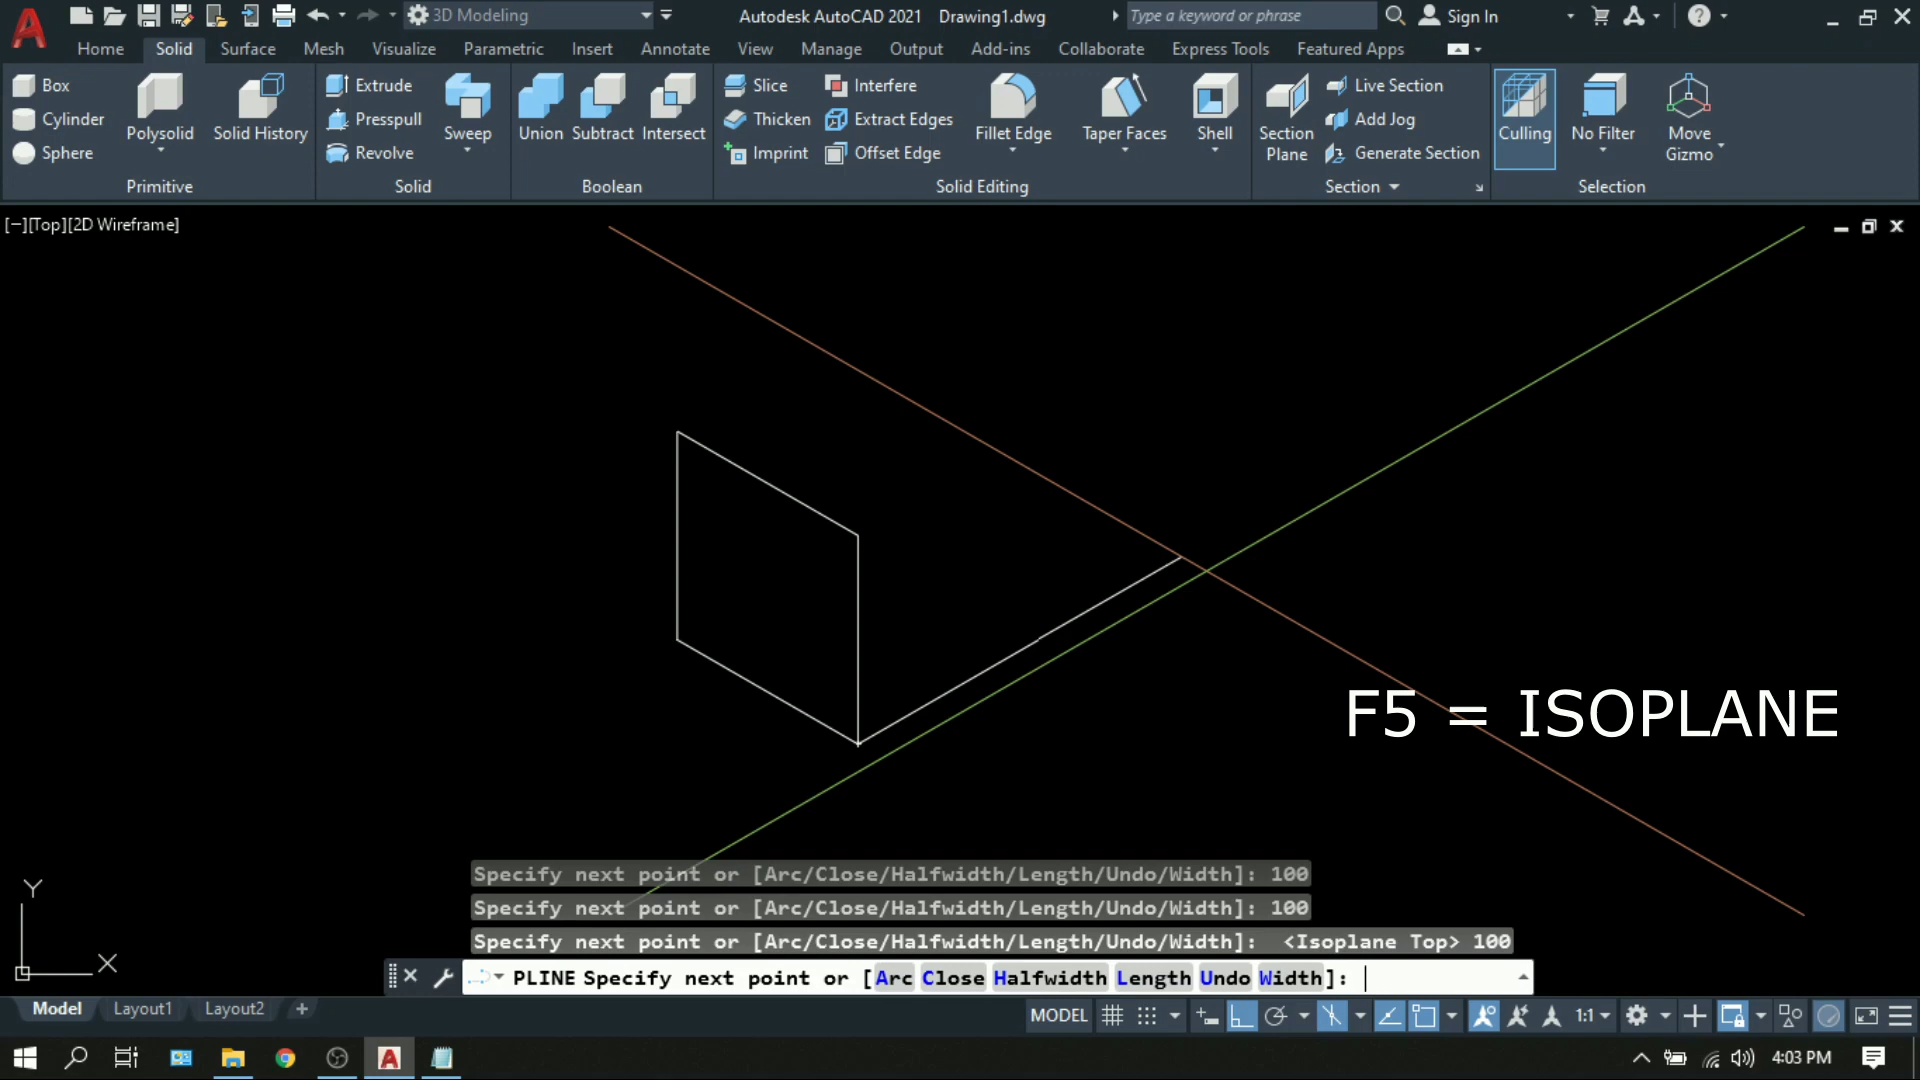 3D Modeling
Autodesk AutoCAD 2021 Drawing1.dwg
Type a keyword or phrase
Sign In
Home Solid Surface Mesh Visualize Parametric Insert Annotate View Manage Output Add-ins Collaborate Express Tools Featured Apps
Box
Cylinder
Sphere
Polysolid
Solid History
Primitive
Extrude
Presspull
Revolve
Sweep
Solid
Union
Subtract
Intersect
Boolean
Slice
Thicken
Imprint
Interfere
Extract Edges
Offset Edge
Fillet Edge
Taper Faces
Shell
Solid Editing
Section
Plane
Live Section
Add Jog
Generate Section
Section
Culling
No Filter
Move
Gizmo
Selection
[−][Top][2D Wireframe]
F5 = ISOPLANE
Y
X
Specify next point or [Arc/Close/Halfwidth/Length/Undo/Width]: 100
Specify next point or [Arc/Close/Halfwidth/Length/Undo/Width]: 100
Specify next point or [Arc/Close/Halfwidth/Length/Undo/Width]: <Isoplane Top> 100
PLINE Specify next point or [Arc Close Halfwidth Length Undo Width]:
Model Layout1 Layout2 +
MODEL
1:1
4:03 PM